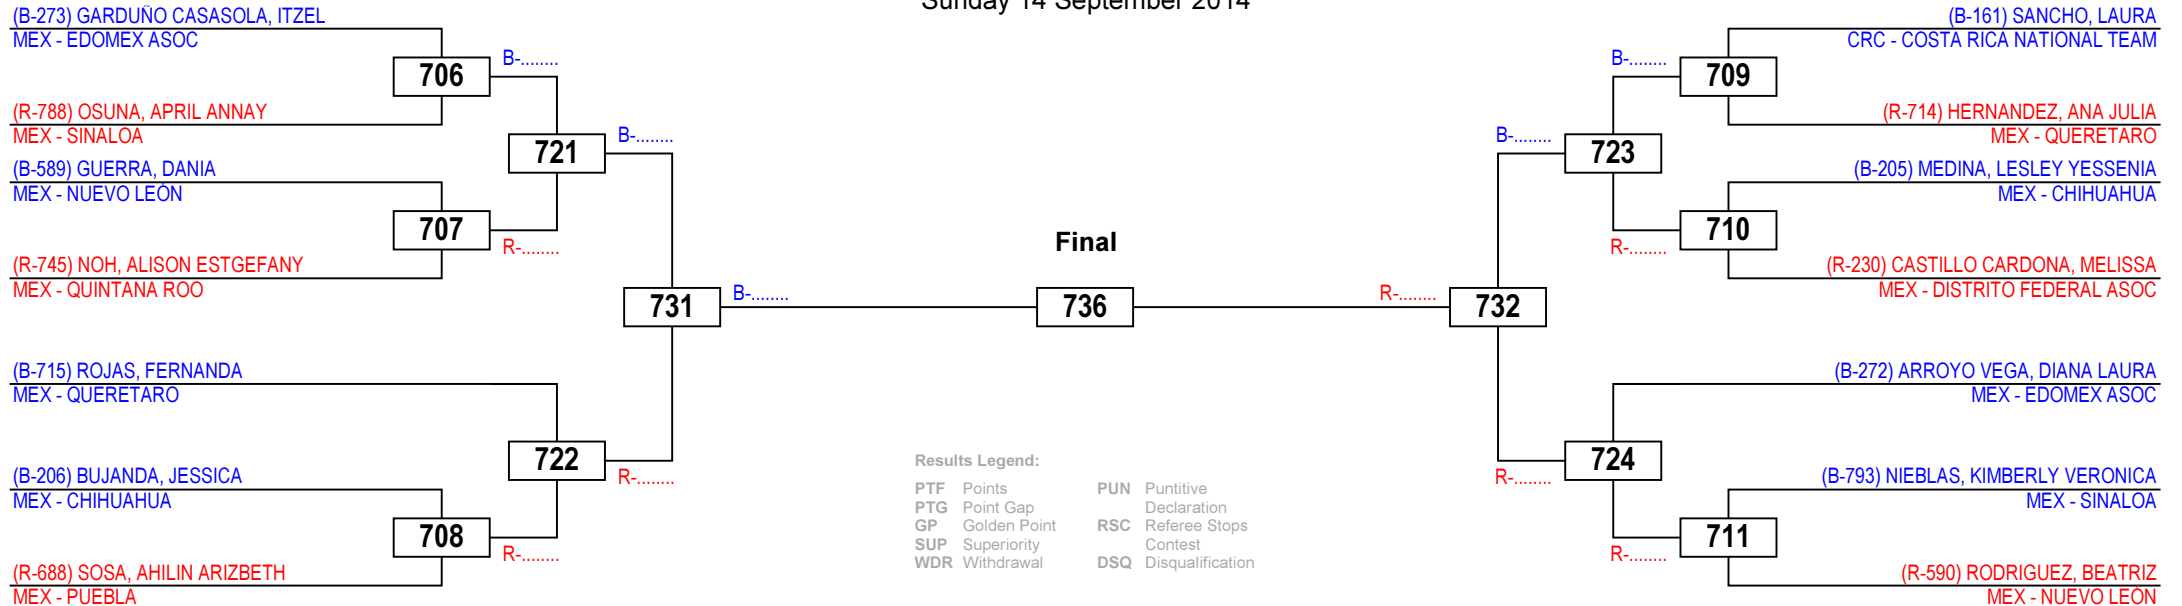 Sunday 14 September 2014
(B-273) GARDUÑO CASASOLA, ITZEL
MEX - EDOMEX ASOC
706
B-........
(R-788) OSUNA, APRIL ANNAY
MEX - SINALOA
721
B-........
(B-589) GUERRA, DANIA
MEX - NUEVO LEÓN
707
R-........
(R-745) NOH, ALISON ESTGEFANY
MEX - QUINTANA ROO
731
B-........
(B-715) ROJAS, FERNANDA
MEX - QUERETARO
722
R-........
(B-206) BUJANDA, JESSICA
MEX - CHIHUAHUA
708
R-........
(R-688) SOSA, AHILIN ARIZBETH
MEX - PUEBLA
Final
736
Results Legend:
PTF Points
PTG Point Gap
GP Golden Point
SUP Superiority
WDR Withdrawal
PUN Puntitive
Declaration
RSC Referee Stops
Contest
DSQ Disqualification
(B-161) SANCHO, LAURA
CRC - COSTA RICA NATIONAL TEAM
B-........
709
(R-714) HERNANDEZ, ANA JULIA
MEX - QUERETARO
B-........
723
(B-205) MEDINA, LESLEY YESSENIA
MEX - CHIHUAHUA
R-........
710
(R-230) CASTILLO CARDONA, MELISSA
MEX - DISTRITO FEDERAL ASOC
R-........
732
(B-272) ARROYO VEGA, DIANA LAURA
MEX - EDOMEX ASOC
R-........
724
(B-793) NIEBLAS, KIMBERLY VERONICA
MEX - SINALOA
R-........
711
(R-590) RODRIGUEZ, BEATRIZ
MEX - NUEVO LEÓN